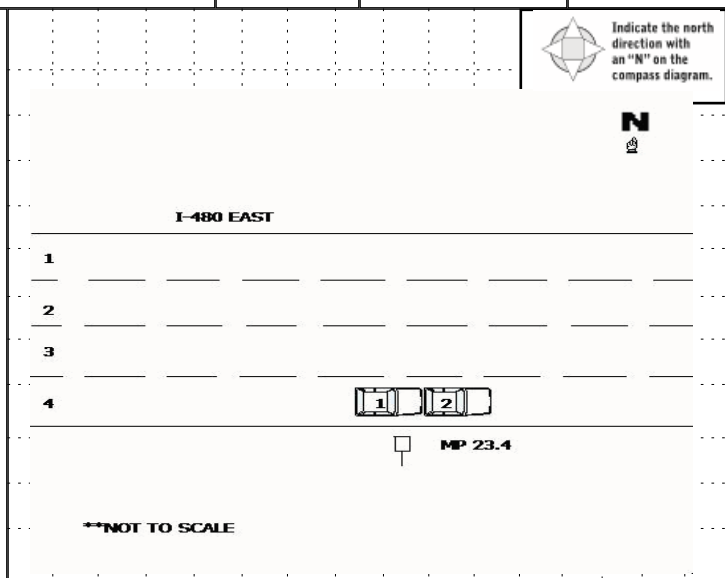 Indicate the north
direction with
an “N” on the
compass diagram.
N
I-480 EAST
1
2
3
4
1
2
MP 23.4
**NOT TO SCALE